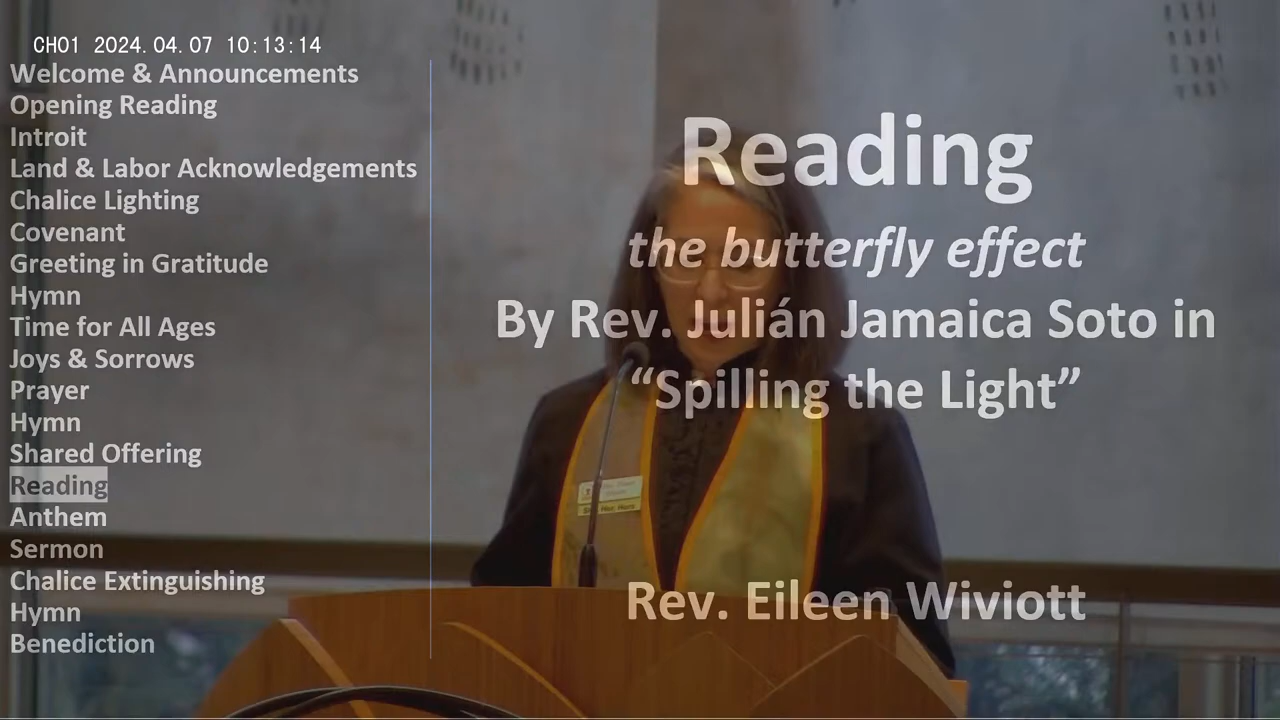 CH01 2024.04.07 10:13:14
Welcome & Announcements
Opening Reading
Introit
Land & Labor Acknowledgements
Chalice Lighting
Covenant
Greeting in Gratitude
Hymn
Time for All Ages
Joys & Sorrows
Prayer
Hymn
Shared Offering
Reading
Anthem
Sermon
Chalice Extinguishing
Hymn
Benediction
Reading
the butterfly effect
By Rev. Julián Jamaica Soto in
“Spilling the Light”
Rev. Eileen Wiviott